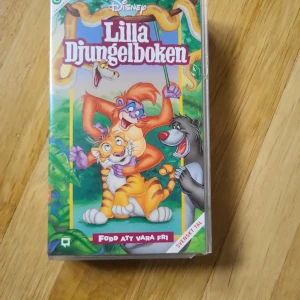 DISNEY
Lilla
Djungelboken
FÖDD ATT VARA FRI
SVENSKT TAL